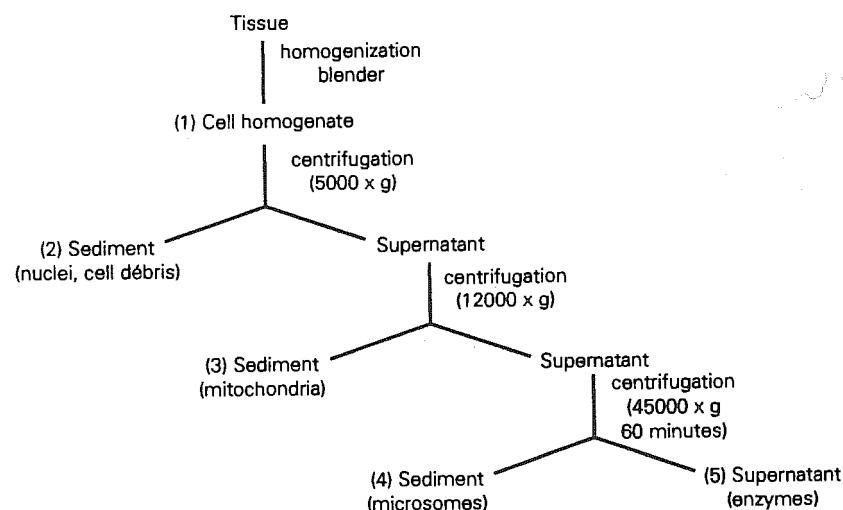 Tissue
homogenization
blender
(1) Cell homogenate
centrifugation
(5000 x g)
(2) Sediment
(nuclei, cell débris)
Supernatant
centrifugation
(12000 x g)
(3) Sediment
(mitochondria)
Supernatant
centrifugation
(45000 x g
60 minutes)
(4) Sediment
(microsomes)
(5) Supernatant
(enzymes)